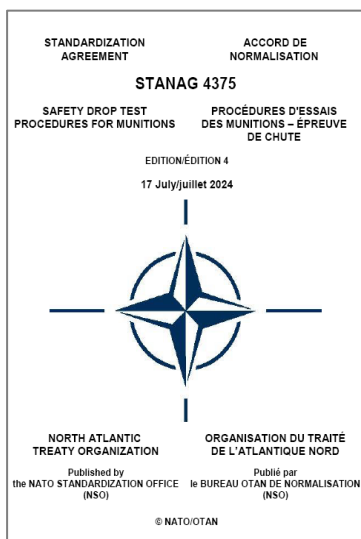 STANDARDIZATION
AGREEMENT
ACCORD DE
NORMALISATION
STANAG 4375
SAFETY DROP TEST
PROCEDURES FOR MUNITIONS
PROCÉDURES D'ESSAIS
DES MUNITIONS – ÉPREUVE
DE CHUTE
EDITION/ÉDITION 4
17 July/juillet 2024
NORTH ATLANTIC
TREATY ORGANIZATION
ORGANISATION DU TRAITÉ
DE L'ATLANTIQUE NORD
Published by
the NATO STANDARDIZATION OFFICE
(NSO)
Publié par
le BUREAU OTAN DE NORMALISATION
(NSO)
© NATO/OTAN